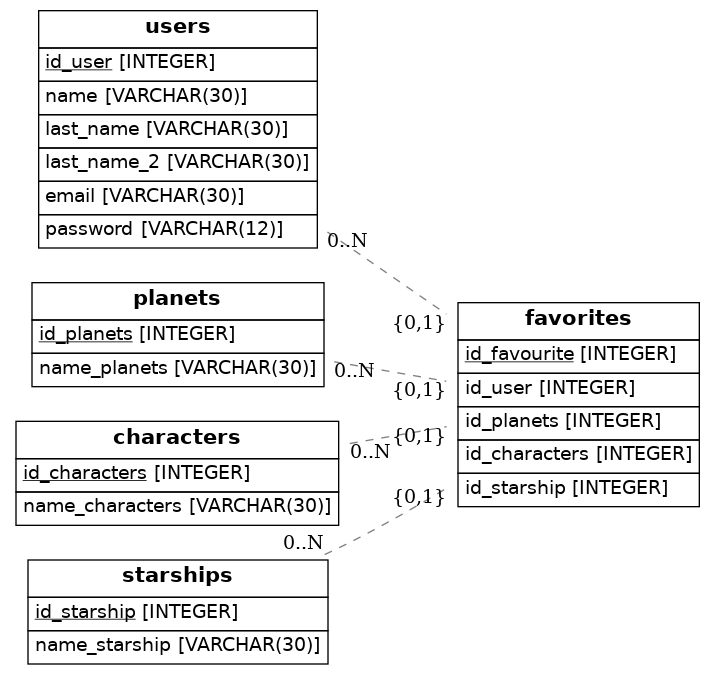 users
id_user [INTEGER]
name [VARCHAR(30)]
last_name [VARCHAR(30)]
last_name_2 [VARCHAR(30)]
email [VARCHAR(30)]
password [VARCHAR(12)]
0..N
{0,1}
planets
id_planets [INTEGER]
name_planets [VARCHAR(30)]
0..N
{0,1}
characters
id_characters [INTEGER]
name_characters [VARCHAR(30)]
0..N
{0,1}
starships
id_starship [INTEGER]
name_starship [VARCHAR(30)]
0..N
{0,1}
favorites
id_favourite [INTEGER]
id_user [INTEGER]
id_planets [INTEGER]
id_characters [INTEGER]
id_starship [INTEGER]